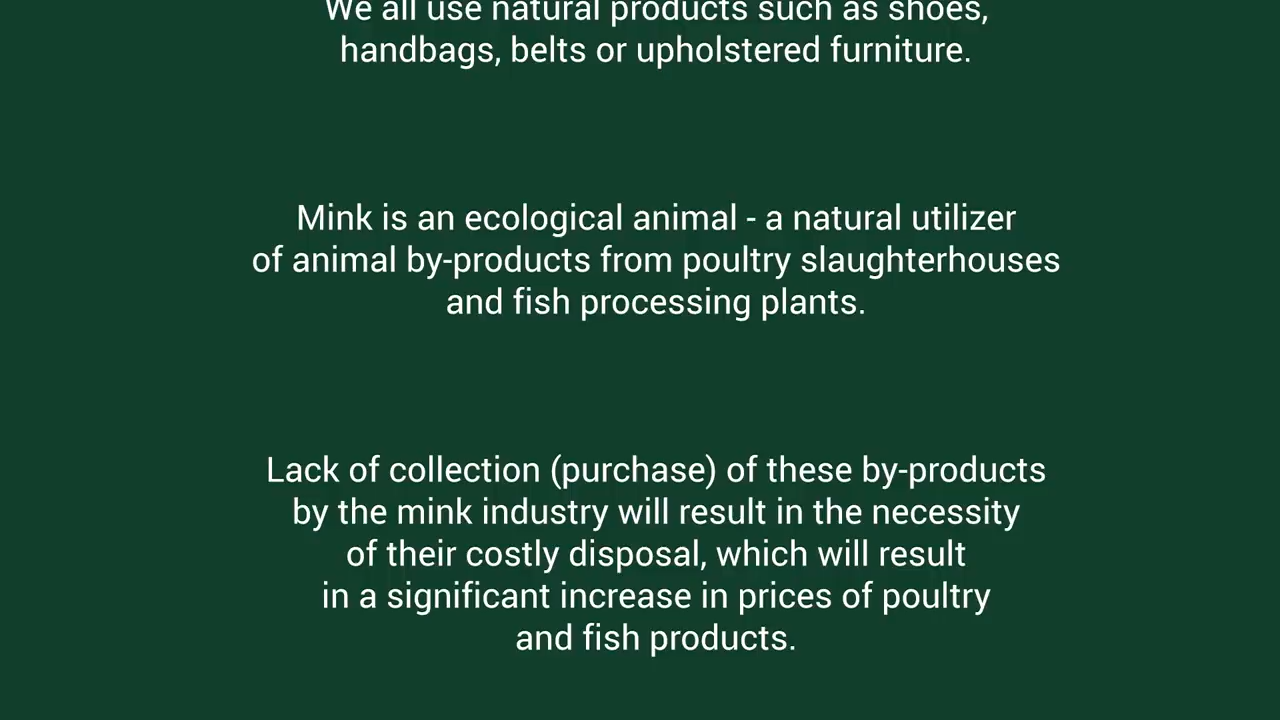 We all use natural products such as shoes,
handbags, belts or upholstered furniture.
Mink is an ecological animal - a natural utilizer
of animal by-products from poultry slaughterhouses
and fish processing plants.
Lack of collection (purchase) of these by-products
by the mink industry will result in the necessity
of their costly disposal, which will result
in a significant increase in prices of poultry
and fish products.